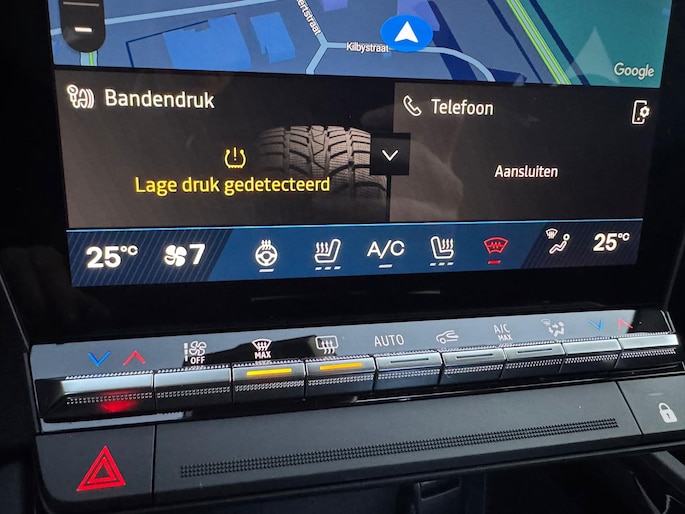 Kilbystraat
Google
Bandendruk
Telefoon
Lage druk gedetecteerd
Aansluiten
25°C
7
A/C
25°C
OFF
MAX
AUTO
A/C
MAX